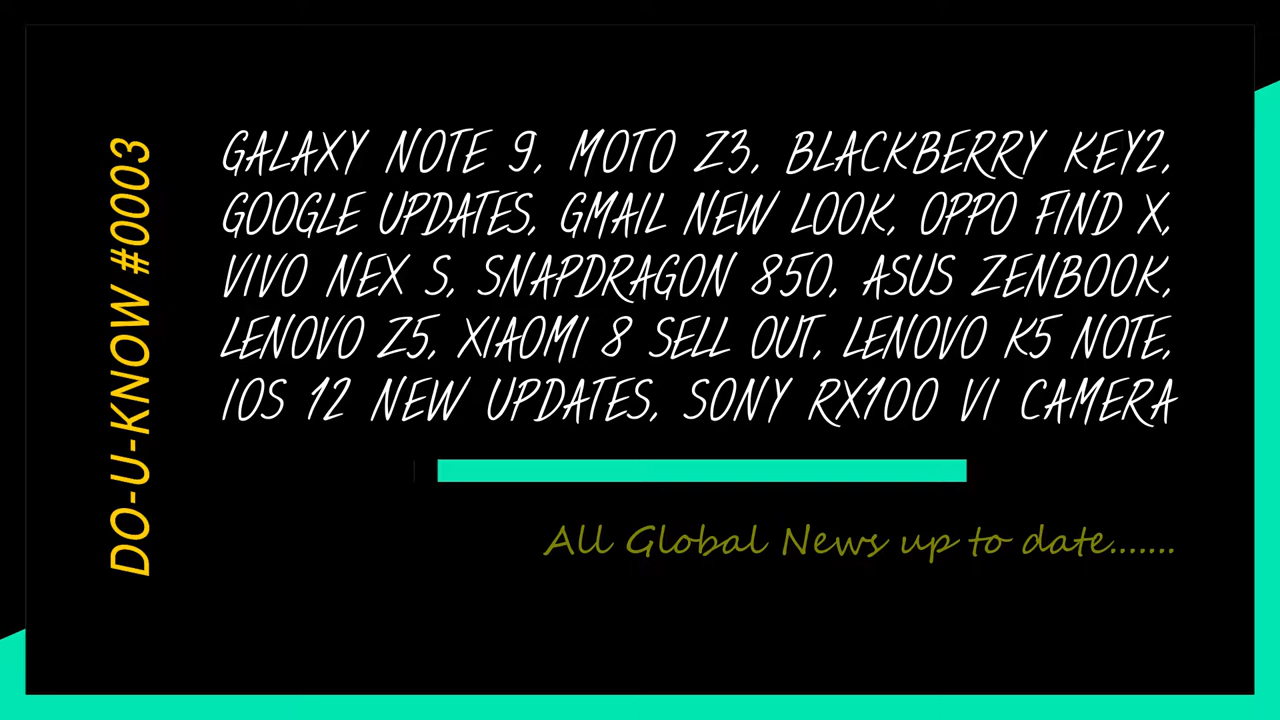 DO-U-KNOW #0003
GALAXY NOTE 9, MOTO Z3, BLACKBERRY KEY2,
GOOGLE UPDATES, GMAIL NEW LOOK, OPPO FIND X,
VIVO NEX S, SNAPDRAGON 850, ASUS ZENBOOK,
LENOVO Z5, XIAOMI 8 SELL OUT, LENOVO K5 NOTE,
IOS 12 NEW UPDATES, SONY RX100 VI CAMERA
All Global News up to date.......